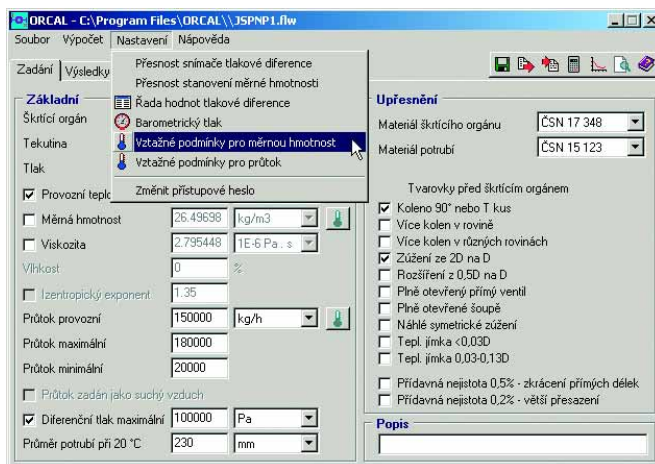 ORCAL - C:\Program Files\ORCAL\\JSPNP1.flw
Soubor Výpočet Nastavení Nápověda
Přesnost snímače tlakové diference
Přesnost stanovení měrné hmotnosti
Řada hodnot tlakové diference
Barometrický tlak
Vztažné podmínky pro měrnou hmotnost
Vztažné podmínky pro průtok
Změnit přístupové heslo
Zadání Výsledky
Základní
Škrtící orgán
Tekutina
Tlak
Provozní teplo
Měrná hmotnost 26.49698 kg/m3
Viskozita 2.795448 1E-6 Pa . s
Vlhkost 0 %
Izentropický exponent 1.35
Průtok provozní 150000 kg/h
Průtok maximální 180000
Průtok minimální 20000
Průtok zadán jako suchý vzduch
Diferenční tlak maximální 100000 Pa
Průměr potrubí při 20 °C 230 mm
Upřesnění
Materiál škrtícího orgánu ČSN 17 348
Materiál potrubí ČSN 15 123
Tvarovky před škrtícím orgánem
Koleno 90° nebo T kus
Více kolen v rovině
Více kolen v různých rovinách
Zúžení ze 2D na D
Rozšíření z 0,5D na D
Plně otevřený přímý ventil
Plně otevřené šoupě
Náhlé symetrické zúžení
Tepl. jímka <0,03D
Tepl. jímka 0,03-0,13D
Přídavná nejistota 0,5% - zkrácení přímých délek
Přídavná nejistota 0,2% - větší přesazení
Popis